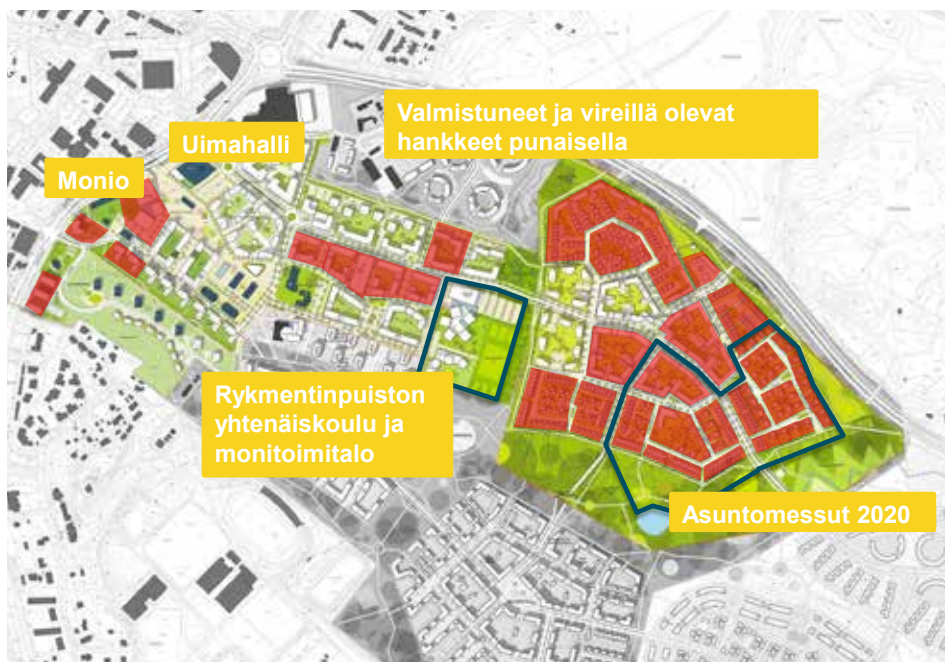 Valmistuneet ja vireillä olevat
hankkeet punaisella
Uimahalli
Monio
Rykmentinpuiston
yhtenäiskoulu ja
monitoimitalo
Asuntomessut 2020